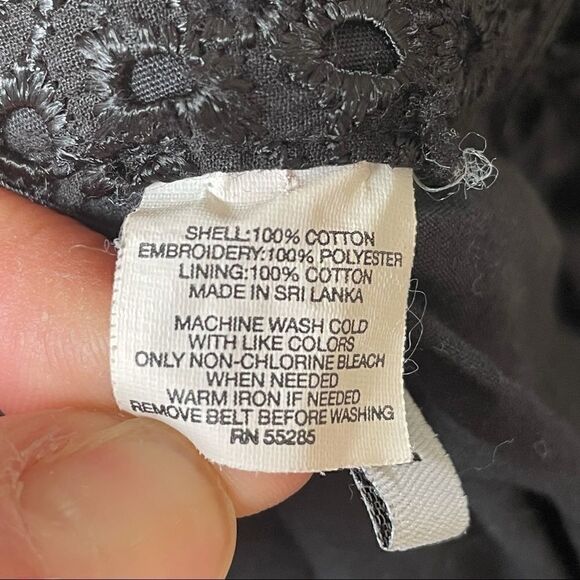 SHELL:100% COTTON
EMBROIDERY:100% POLYESTER
LINING:100% COTTON
MADE IN SRI LANKA
MACHINE WASH COLD
WITH LIKE COLORS
ONLY NON-CHLORINE BLEACH
WHEN NEEDED
WARM IRON IF NEEDED
REMOVE BELT BEFORE WASHING
RN 55285